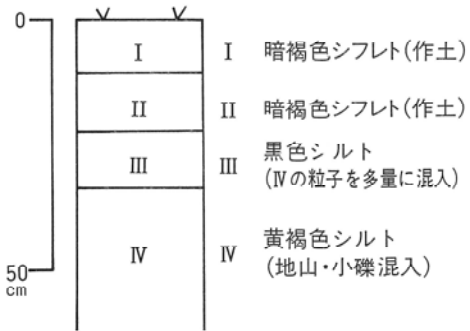 0
I I 暗褐色シフレト(作土)
II II 暗褐色シフレト(作土)
III III 黒色シルト
(IVの粒子を多量に混入)
IV IV 黄褐色シルト
(地山・小礫混入)
50
cm